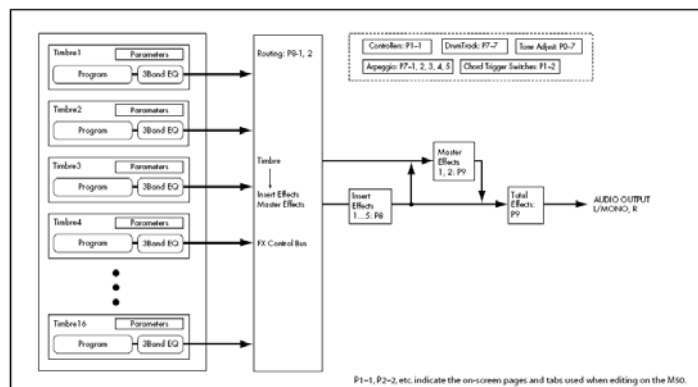 Timbre1
Parameters
Program
3Band EQ
Timbre2
Parameters
Program
3Band EQ
Timbre3
Parameters
Program
3Band EQ
Timbre4
Parameters
Program
3Band EQ
Timbre16
Parameters
Program
3Band EQ
Routing: P8-1, 2
Timbre
Insert Effects
Master Effects
FX Control Bus
Controllers: P1-1
DrumTrack: P7-7
Tone Adjust: P0-7
Arpeggio: P7-1, 2, 3, 4, 5
Chord Trigger Switches: P1-2
Master
Effects
1, 2: P9
Insert
Effects
1...5: P8
Total
Effects:
P9
AUDIO OUTPUT
L/MONO, R
P1-1, P2-2, etc. indicate the on-screen pages and tabs used when editing on the M50.